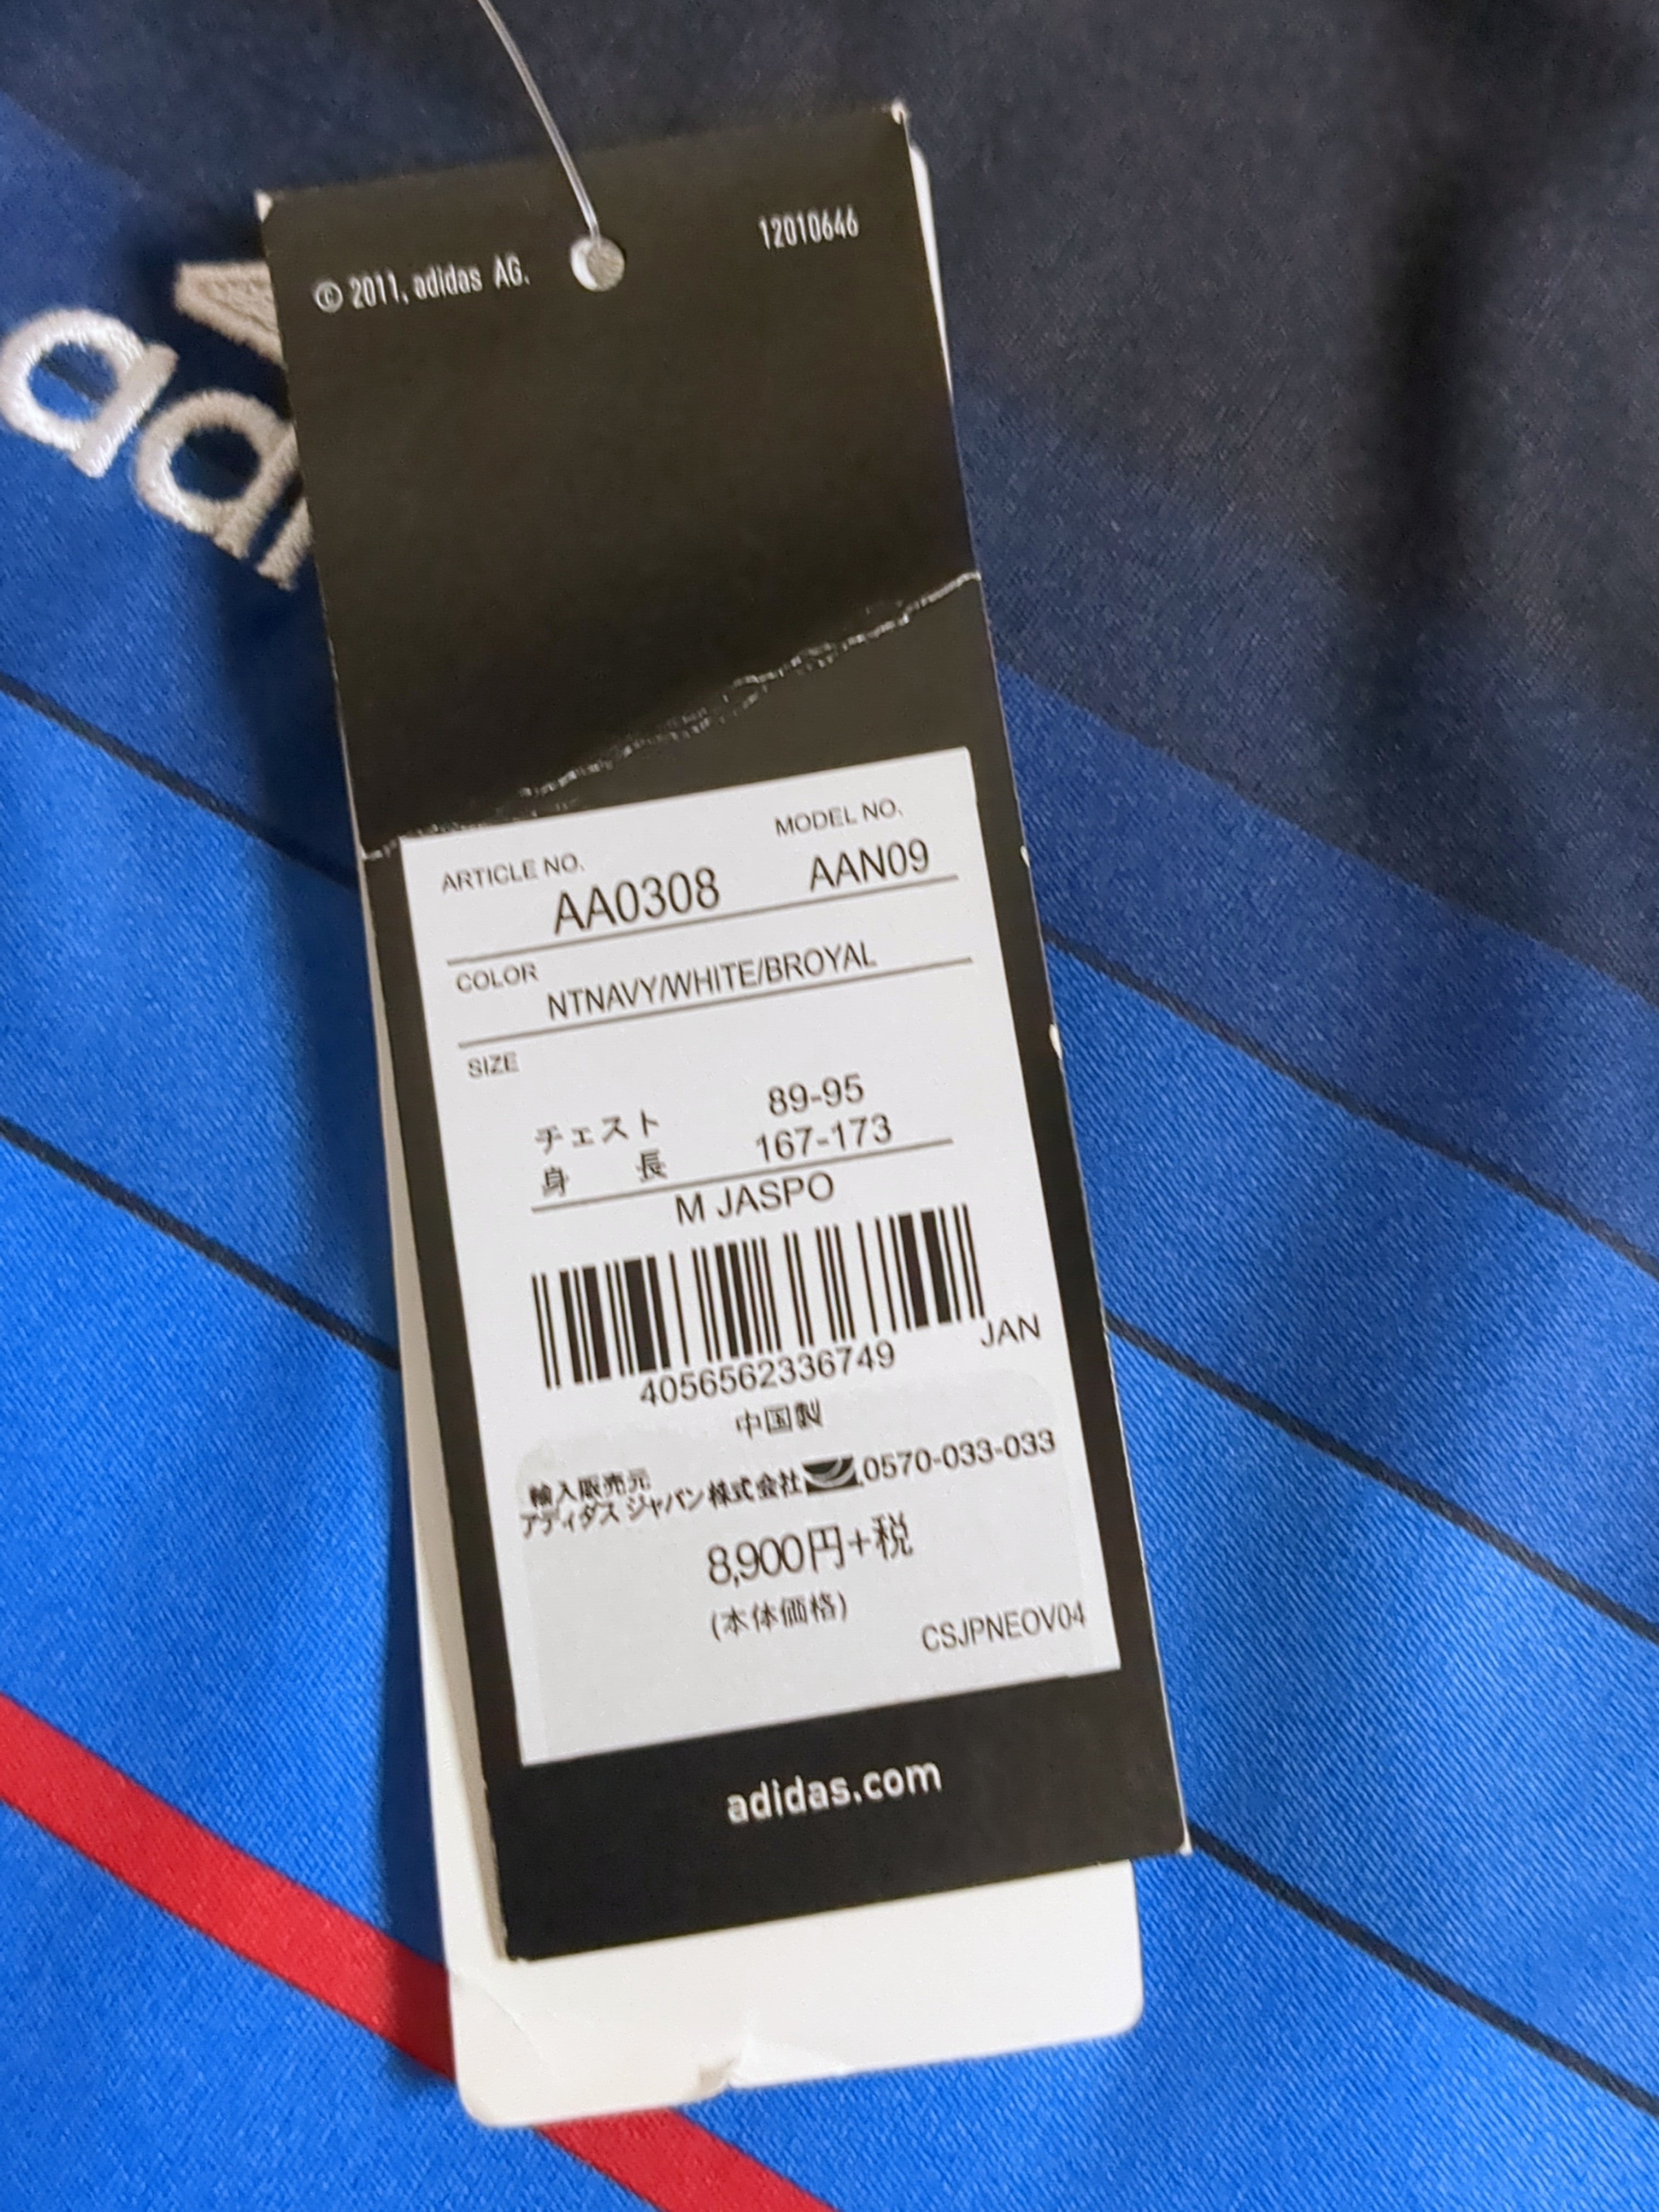 © 2011, adidas AG.
12010646
ARTICLE NO. MODEL NO.
AA0308 AAN09
COLOR
NTNAVY/WHITE/BROYAL
SIZE
チェスト 89-95
身 長 167-173
M JASPO
4056562336749 JAN
中国製
輸入販売元
アディダス ジャパン株式会社 0570-033-033
8,900円+税
(本体価格)
CSJPNEOV04
adidas.com